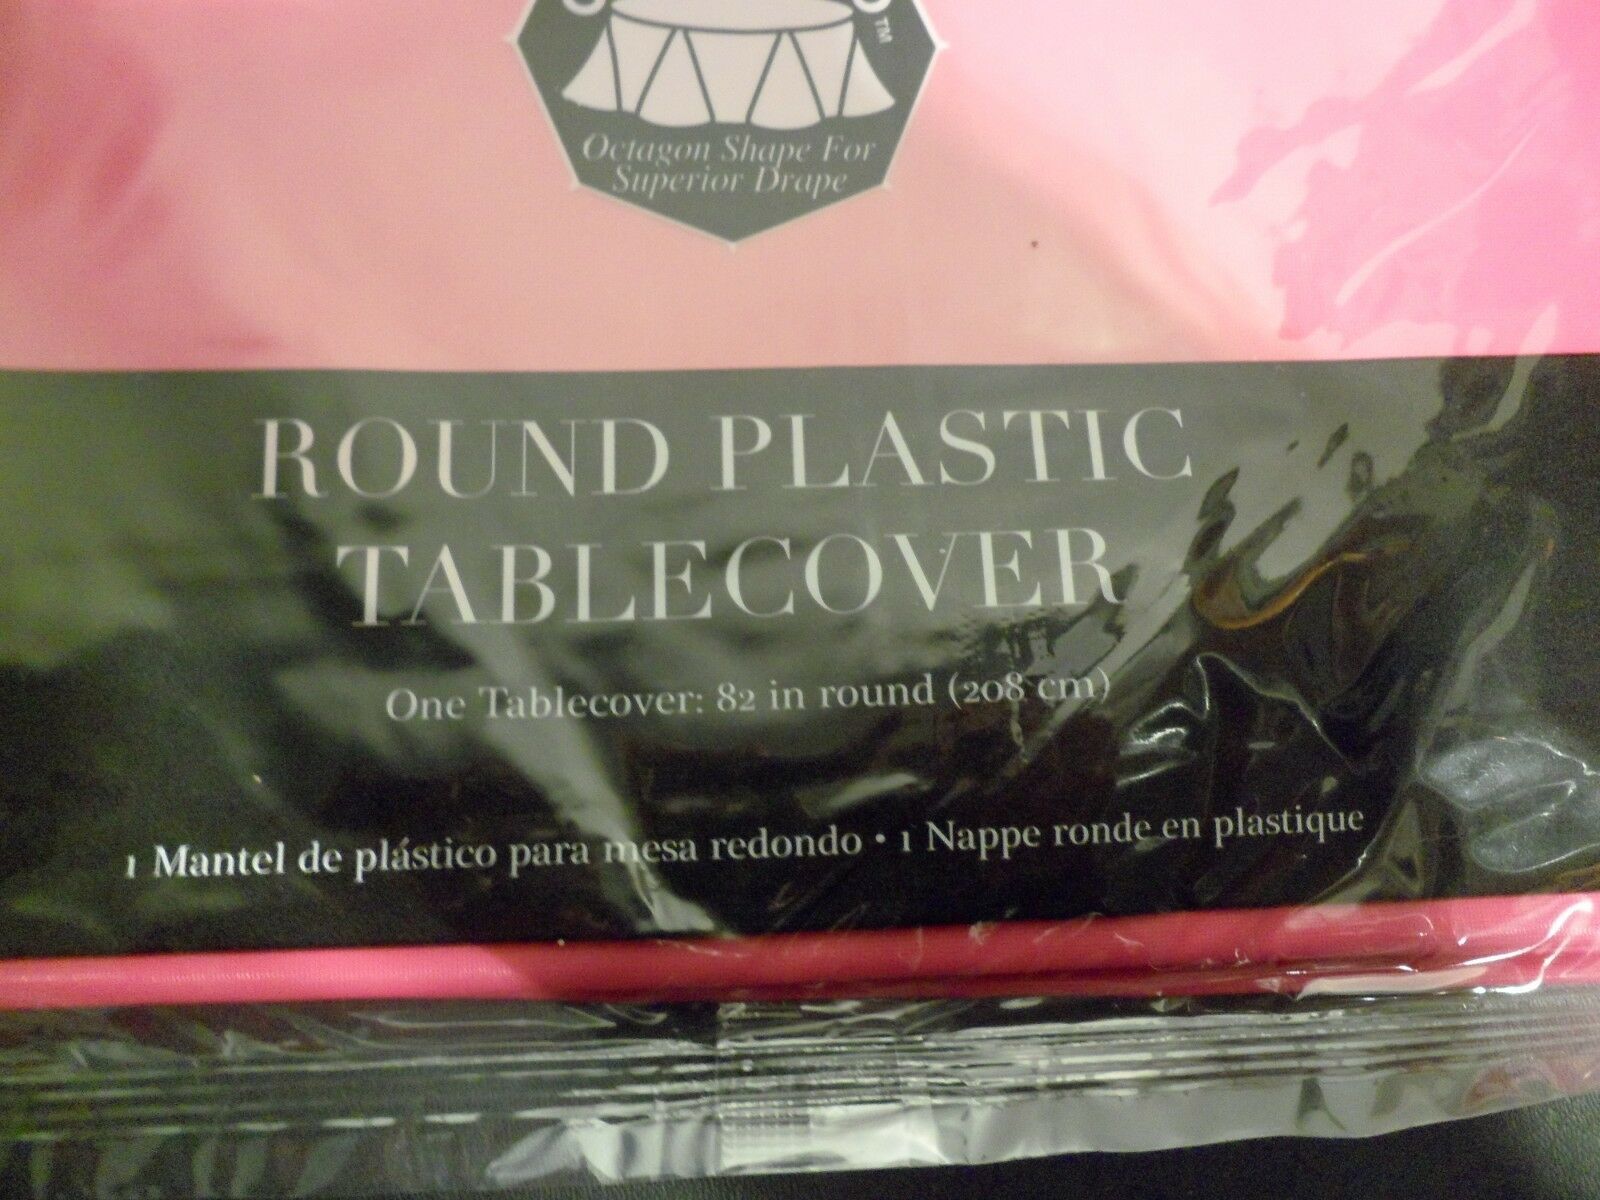 TM
Octagon Shape For
Superior Drape
ROUND PLASTIC
TABLECOVER
One Tablecover: 82 in round (208 cm)
1 Mantel de plástico para mesa redondo • 1 Nappe ronde en plastique